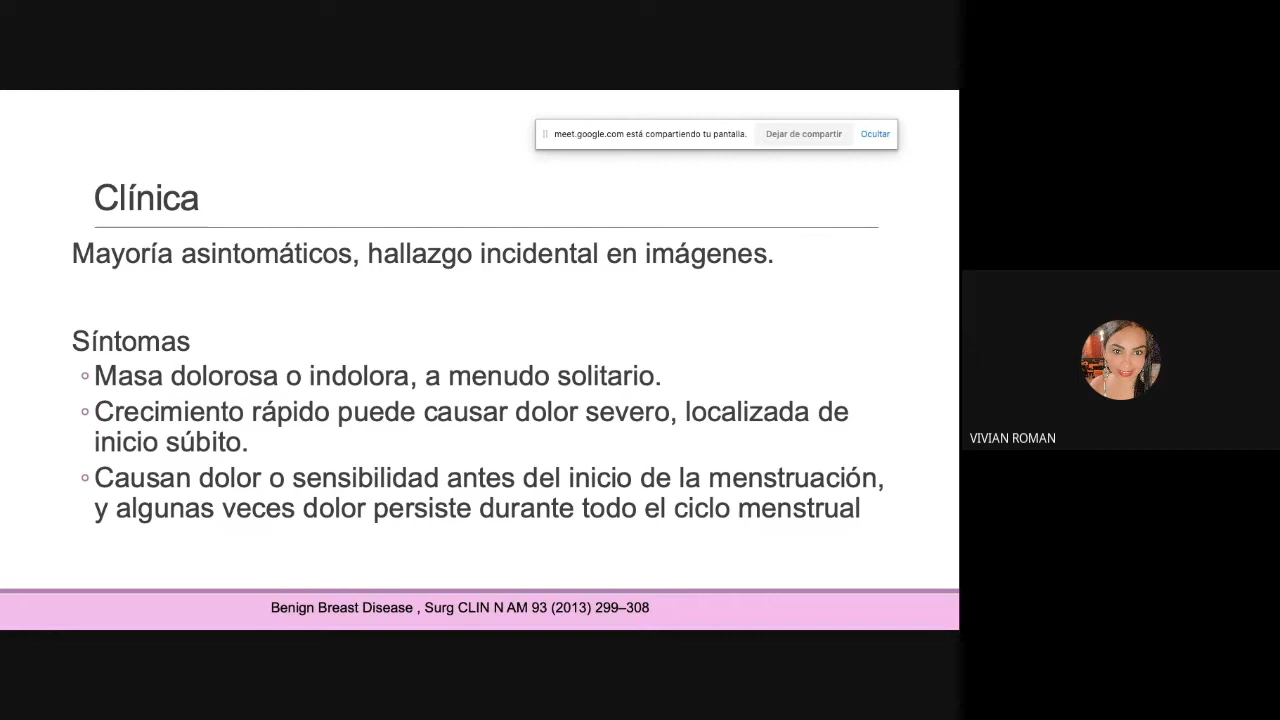 meet.google.com está compartiendo tu pantalla. Dejar de compartir Ocultar
Clínica
Mayoría asintomáticos, hallazgo incidental en imágenes.
Síntomas
◦Masa dolorosa o indolora, a menudo solitario.
◦Crecimiento rápido puede causar dolor severo, localizada de
inicio súbito.
◦Causan dolor o sensibilidad antes del inicio de la menstruación,
y algunas veces dolor persiste durante todo el ciclo menstrual
Benign Breast Disease , Surg CLIN N AM 93 (2013) 299–308
VIVIAN ROMAN